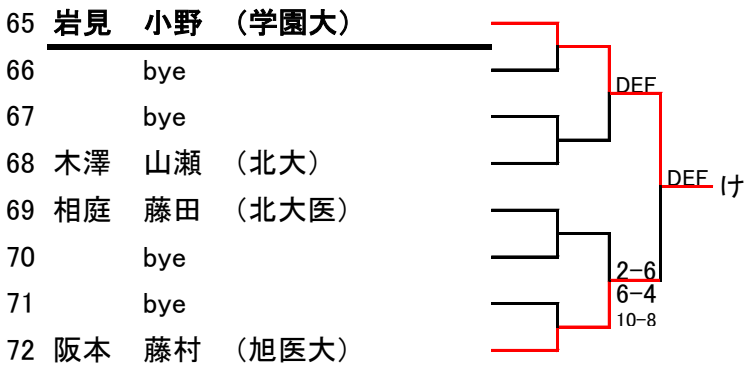 65 岩見 小野 （学園大）
66 bye
DEF
67 bye
68 木澤 山瀬 （北大）
DEF け
69 相庭 藤田 （北大医）
70 bye
2-6
6-4
71 bye
10-8
72 阪本 藤村 （旭医大）